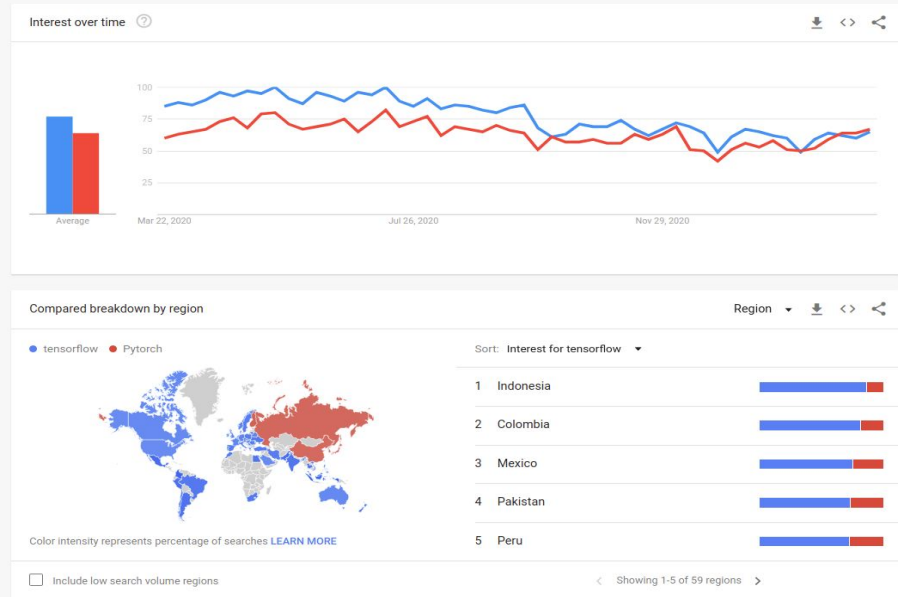 Interest over time ?
100
75
50
25
Average
Mar 22, 2020 Jul 26, 2020 Nov 29, 2020
Compared breakdown by region Region
tensorflow Pytorch Sort: Interest for tensorflow
1 Indonesia
2 Colombia
3 Mexico
4 Pakistan
5 Peru
Color intensity represents percentage of searches LEARN MORE
Include low search volume regions Showing 1-5 of 59 regions